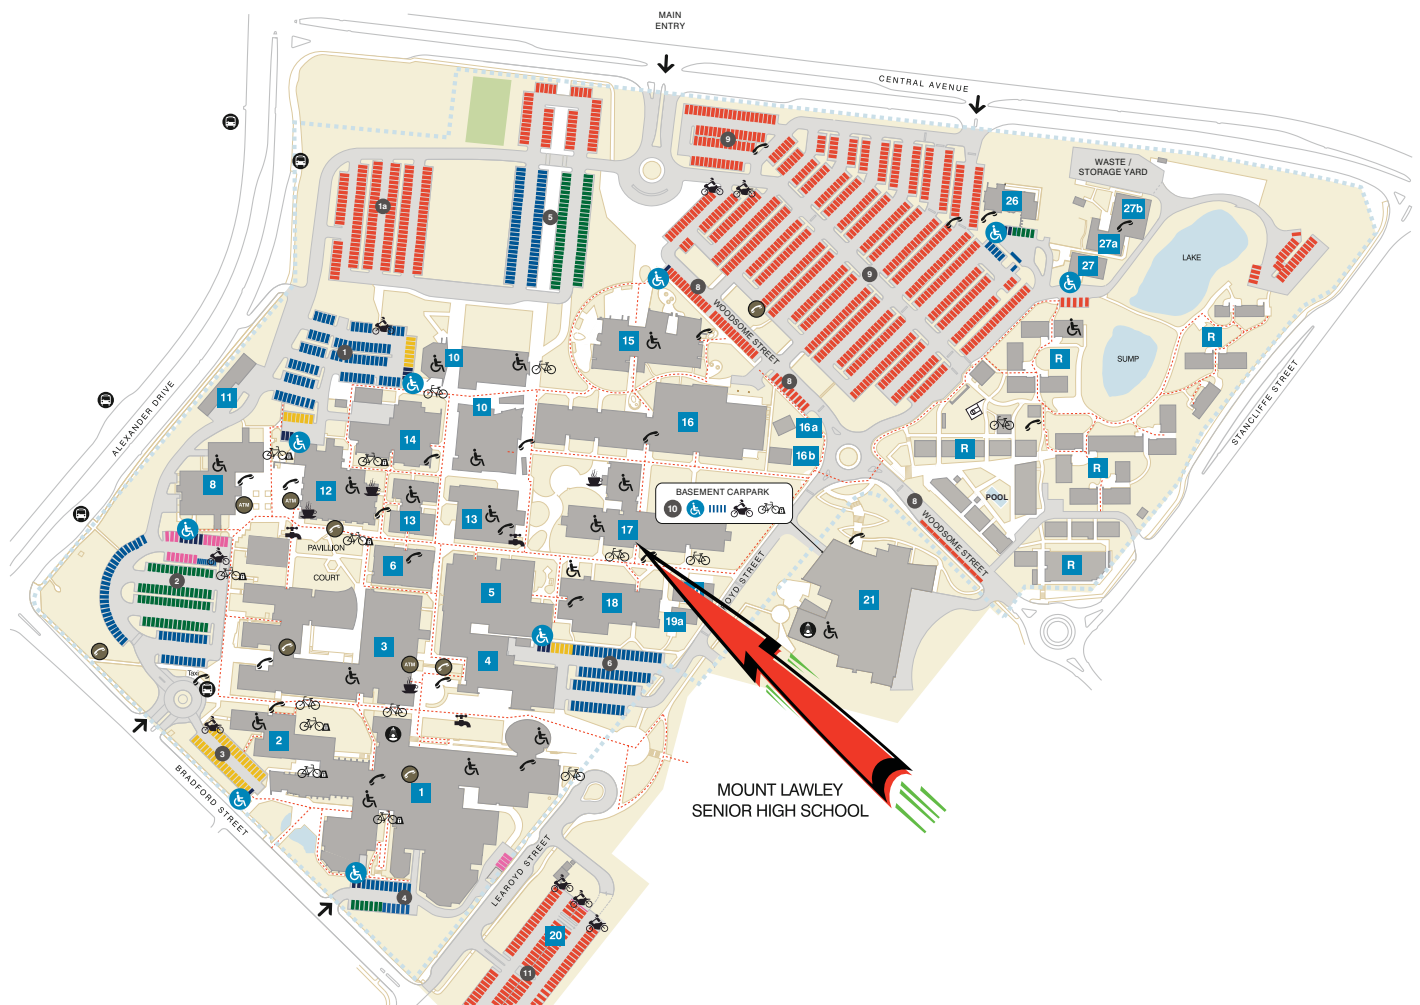 MAIN
ENTRY
CENTRAL AVENUE
9
WASTE /
STORAGE YARD
26
27b
27a
27
LAKE
1a
5
9
8
WOODSOME STREET
15
R
R
SUMP
STANCLIFFE STREET
1
10
10
11
ALEXANDER DRIVE
8
16
16a
16b
14
R
R
8
ATM
ATM
12
13
13
17
BASEMENT CARPARK
10
POOL
8
WOODSOME STREET
R
PAVILLION
COURT
6
2
5
18
19a
OYD STREET
21
3
ATM
4
6
Taxi
2
3
BRADFORD STREET
1
MOUNT LAWLEY
SENIOR HIGH SCHOOL
4
LEAROYD STREET
20
11